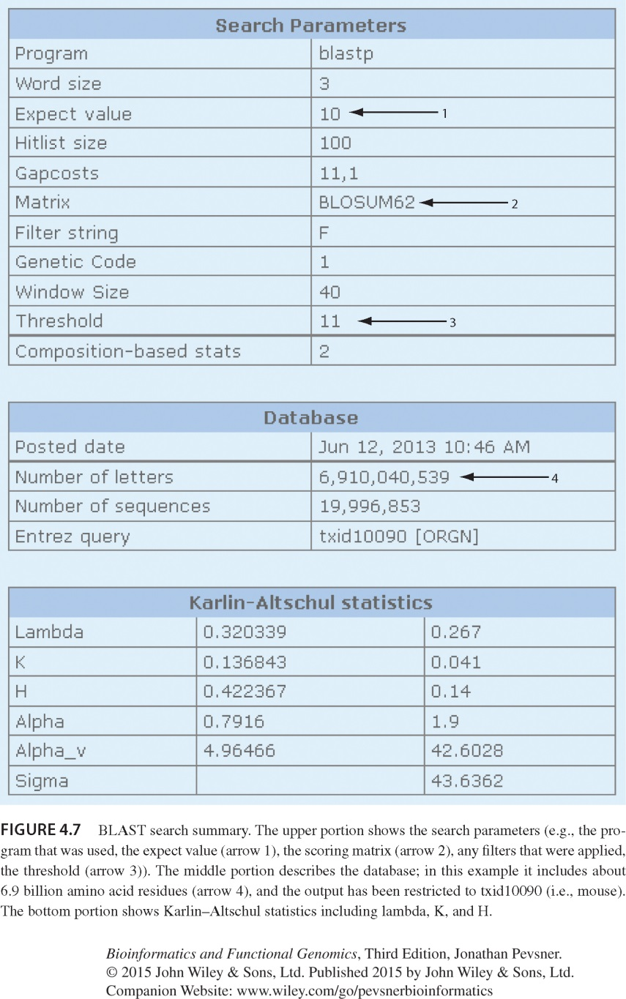 Search Parameters
Program blastp
Word size 3
Expect value 10 1
Hitlist size 100
Gapcosts 11,1
Matrix BLOSUM62 2
Filter string F
Genetic Code 1
Window Size 40
Threshold 11 3
Composition-based stats 2
Database
Posted date Jun 12, 2013 10:46 AM
Number of letters 6,910,040,539 4
Number of sequences 19,996,853
Entrez query txid10090 [ORGN]
Karlin-Altschul statistics
Lambda 0.320339 0.267
K 0.136843 0.041
H 0.422367 0.14
Alpha 0.7916 1.9
Alpha_v 4.96466 42.6028
Sigma 43.6362
FIGURE 4.7 BLAST search summary. The upper portion shows the search parameters (e.g., the pro-
gram that was used, the expect value (arrow 1), the scoring matrix (arrow 2), any filters that were applied,
the threshold (arrow 3)). The middle portion describes the database; in this example it includes about
6.9 billion amino acid residues (arrow 4), and the output has been restricted to txid10090 (i.e., mouse).
The bottom portion shows Karlin–Altschul statistics including lambda, K, and H.
Bioinformatics and Functional Genomics, Third Edition, Jonathan Pevsner.
© 2015 John Wiley & Sons, Ltd. Published 2015 by John Wiley & Sons, Ltd.
Companion Website: www.wiley.com/go/pevsnerbioinformatics